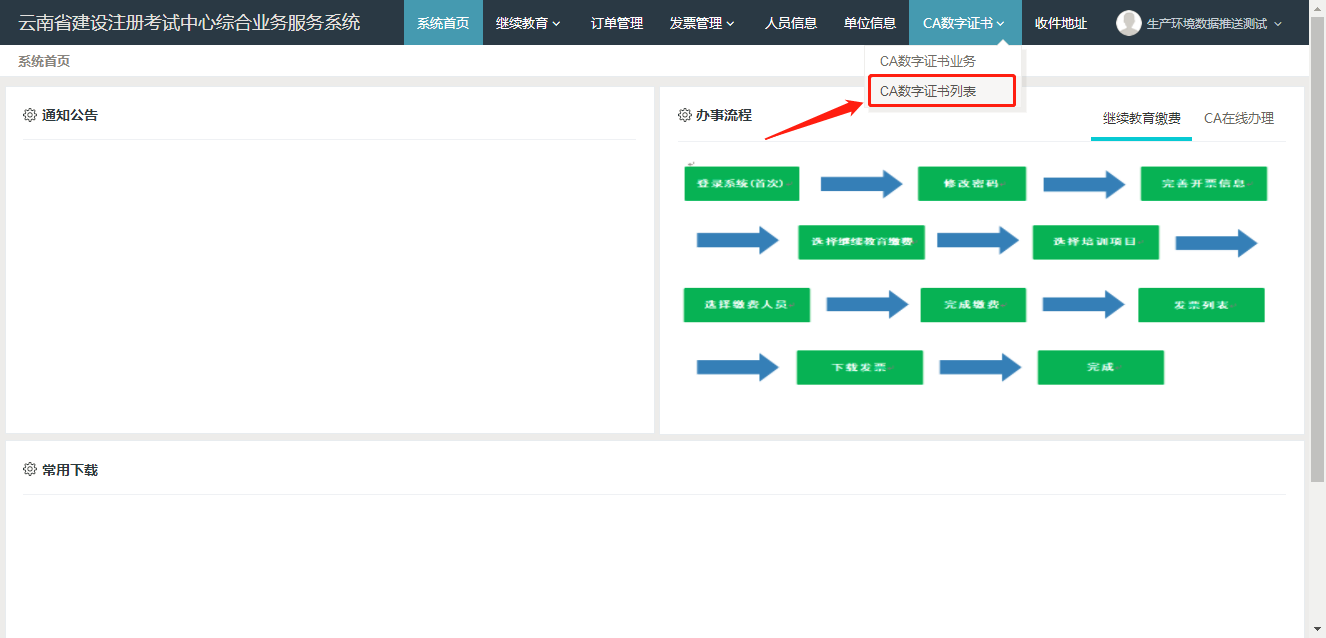 云南省建设注册考试中心综合业务服务系统
系统首页
继续教育
订单管理
发票管理
人员信息
单位信息
CA数字证书
收件地址
生产环境数据推送测试
系统首页
CA数字证书业务
CA数字证书列表
通知公告
办事流程
继续教育缴费
CA在线办理
登录系统(首次)
修改密码
完善开票信息
选择继续教育缴费
选择培训项目
选择缴费人员
完成缴费
发票列表
下载发票
完成
常用下载